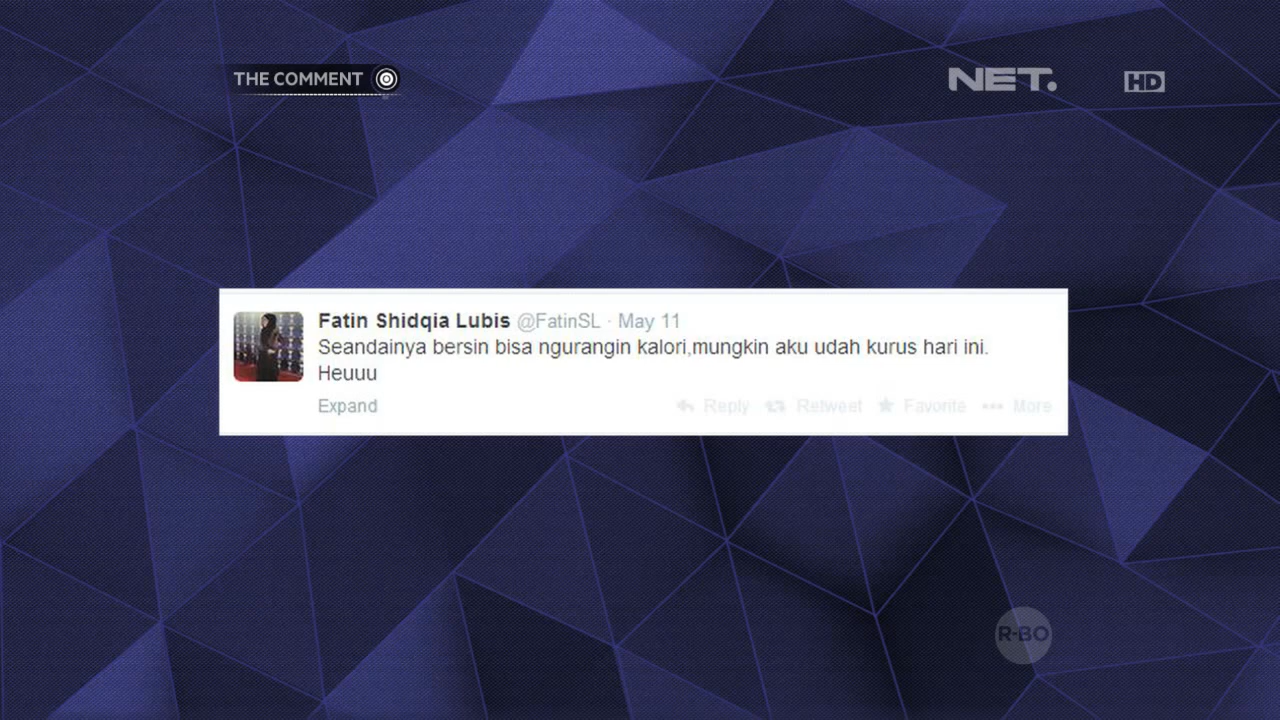 THE COMMENT
NET.
HD
Fatin Shidqia Lubis @FatinSL · May 11
Seandainya bersin bisa ngurangin kalori,mungkin aku udah kurus hari ini.
Heuuu
Expand
Reply Retweet Favorite More
R-BO